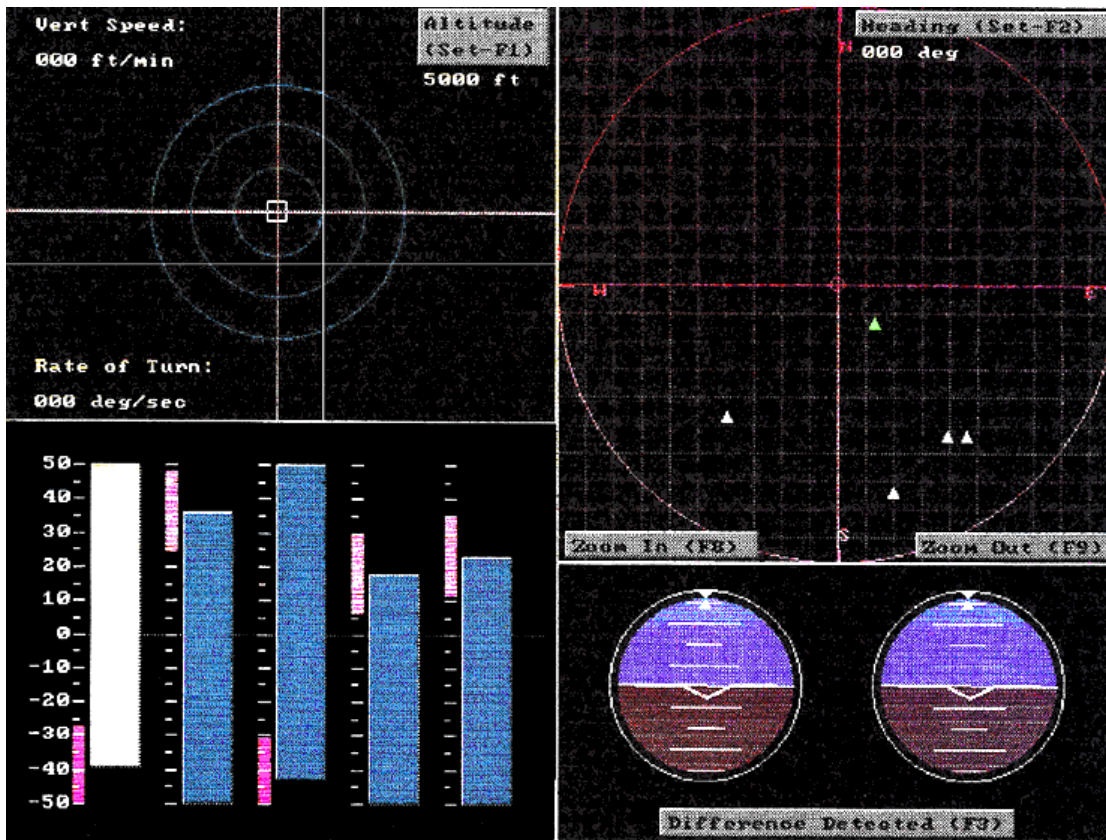 Vert Speed:
000 ft/min
Altitude
(Set-F1)
5000 ft
Rate of Turn:
000 deg/sec
Heading (Set-F2)
000 deg
N
W
E
S
Zoom In (F8)
Zoom Out (F9)
50
40
30
20
10
0
-10
-20
-30
-40
-50
Difference Detected (F3)